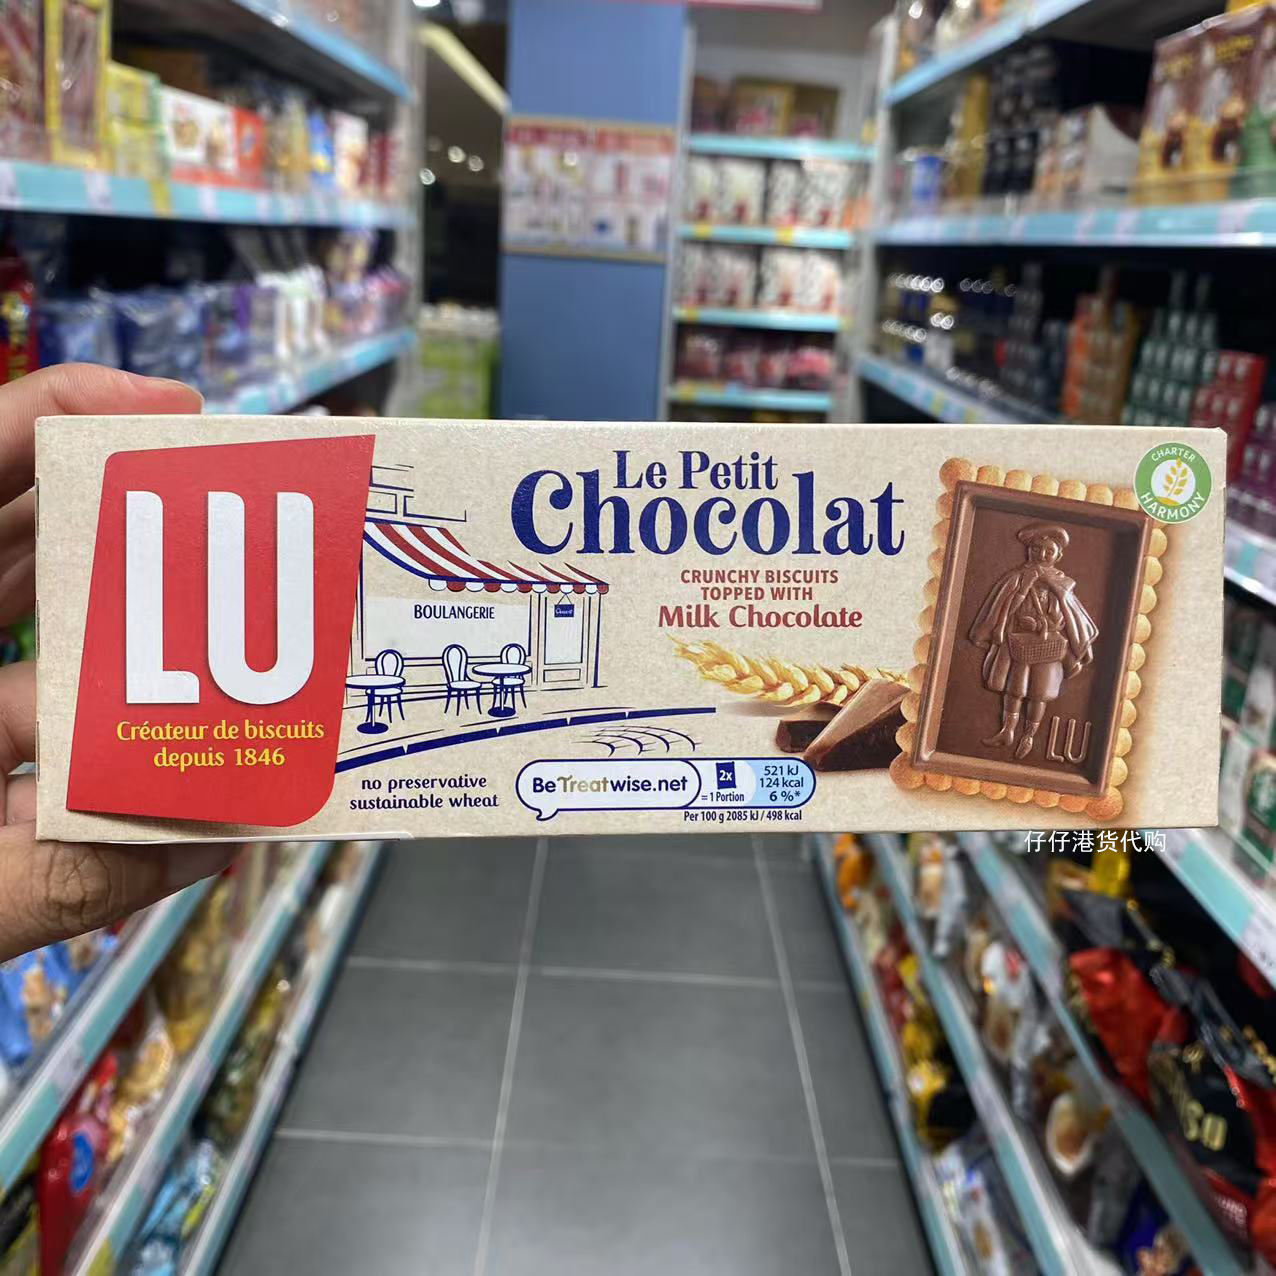 LU
Créateur de biscuits
depuis 1846
BOULANGERIE
Le Petit
Chocolat
CRUNCHY BISCUITS
TOPPED WITH
Milk Chocolate
CHARTER
HARMONY
LU
no preservative
sustainable wheat
BeTreatwise.net
2x
= 1 Portion
521 kJ
124 kcal
6 %*
Per 100 g 2085 kJ / 498 kcal
仔仔港货代购